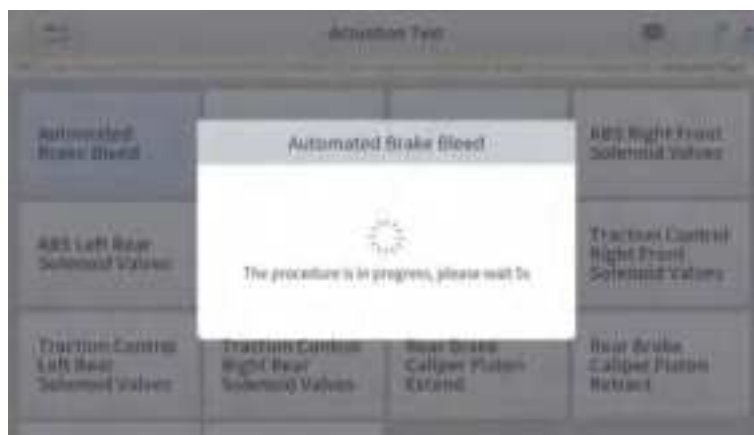 Actuation Test
Automated
Brake Bleed
Automated Brake Bleed
ABS Right Front
Solenoid Valves
The procedure is in progress, please wait 5s
ABS Left Rear
Solenoid Valves
Traction Control
Right Front
Solenoid Valves
Traction Control
Left Rear
Solenoid Valves
Traction Control
Right Rear
Solenoid Valves
Rear Brake
Caliper Piston
Extend
Rear Brake
Caliper Piston
Retract